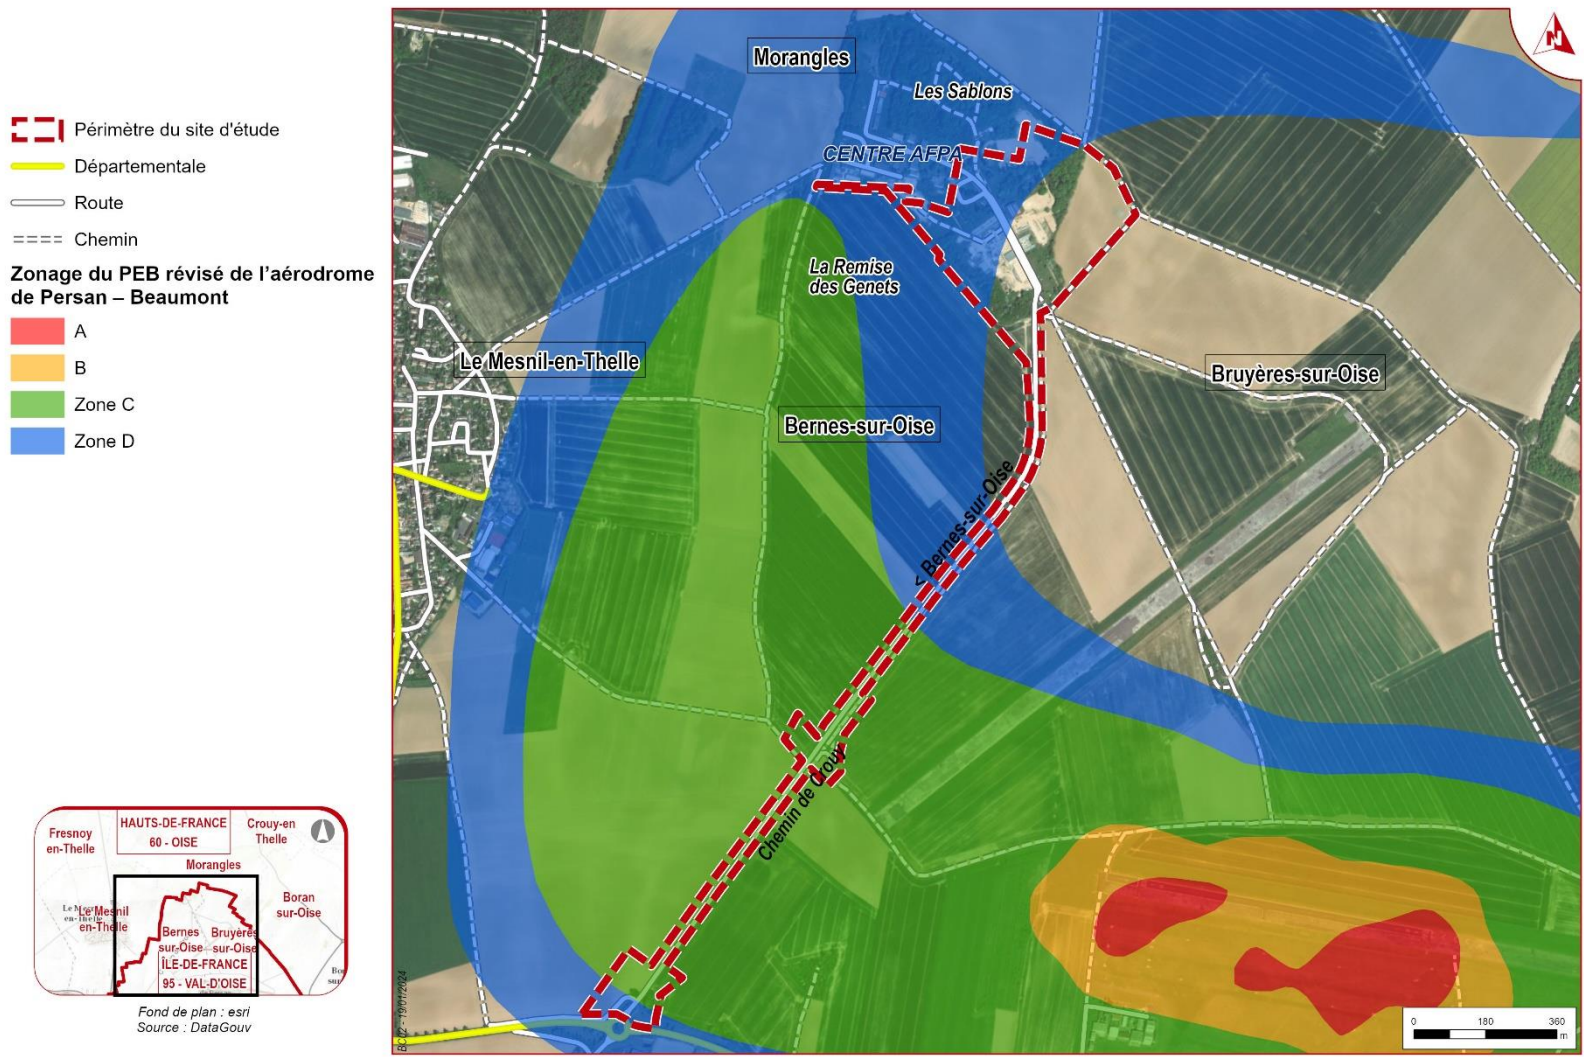 Périmètre du site d'étude
Départementale
Route
Chemin
Zonage du PEB révisé de l'aérodrome
de Persan – Beaumont
A
B
Zone C
Zone D
HAUTS-DE-FRANCE
60 - OISE
Fresnoy
en-Thelle
Crouy-en
Thelle
Morangles
Le Mesnil
en-Thelle
Boran
sur-Oise
Bernes
sur-Oise
Bruyères
sur-Oise
ÎLE-DE-FRANCE
95 - VAL-D'OISE
Fond de plan : esri
Source : DataGouv
N
Morangles
Les Sablons
CENTRE AFPA
La Remise
des Genets
Le Mesnil-en-Thelle
Bruyères-sur-Oise
Bernes-sur-Oise
< Bernes-sur-Oise
Chemin de Crouy
BC02 - 19/01/2024
0 180 360
m